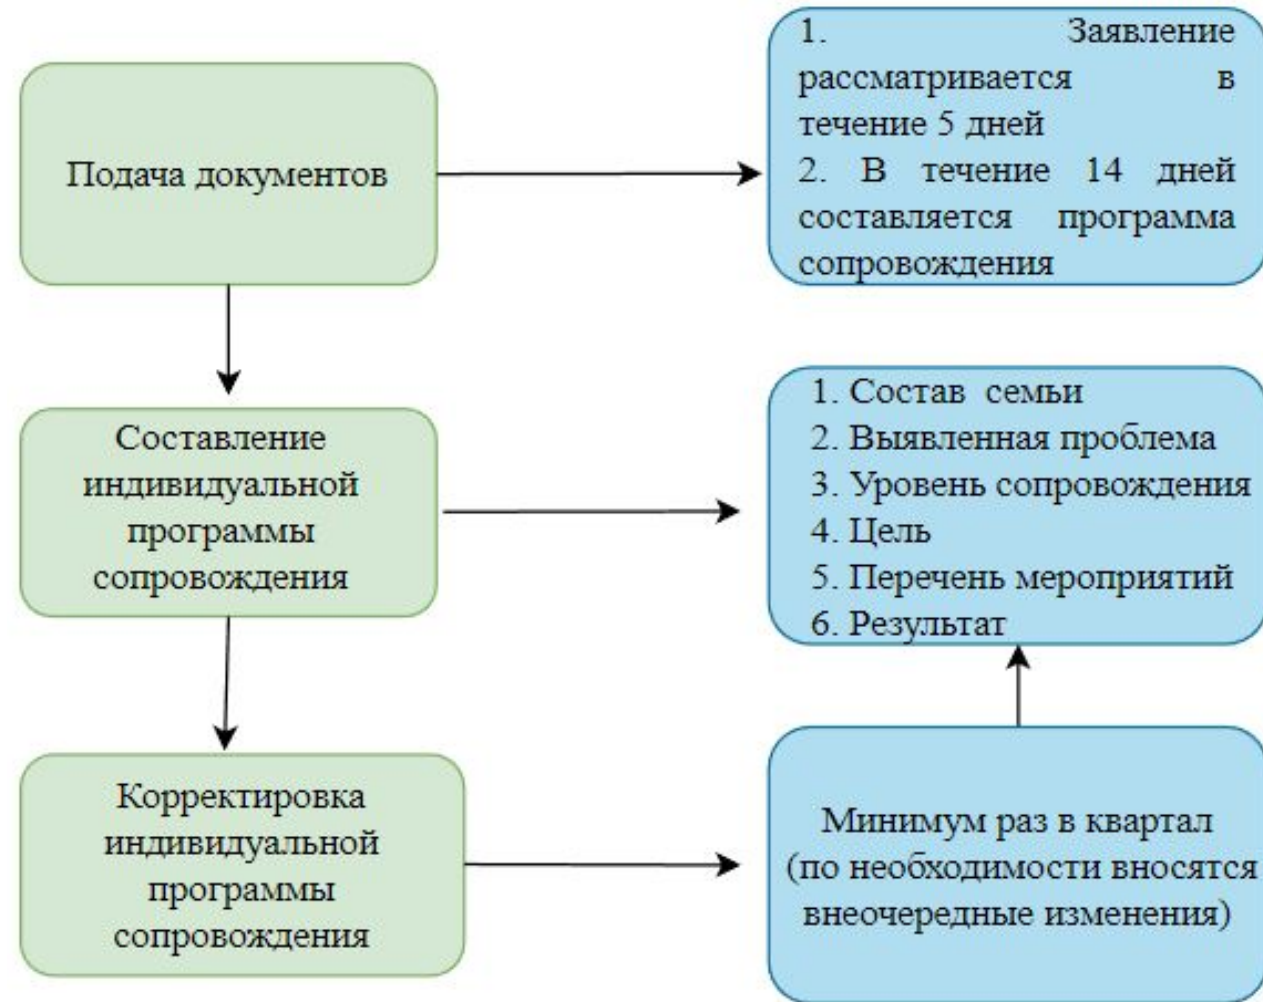 Подача документов
1. Заявление
рассматривается в
течение 5 дней
2. В течение 14 дней
составляется программа
сопровождения
Составление
индивидуальной
программы
сопровождения
1. Состав семьи
2. Выявленная проблема
3. Уровень сопровождения
4. Цель
5. Перечень мероприятий
6. Результат
Корректировка
индивидуальной
программы
сопровождения
Минимум раз в квартал
(по необходимости вносятся
внеочередные изменения)